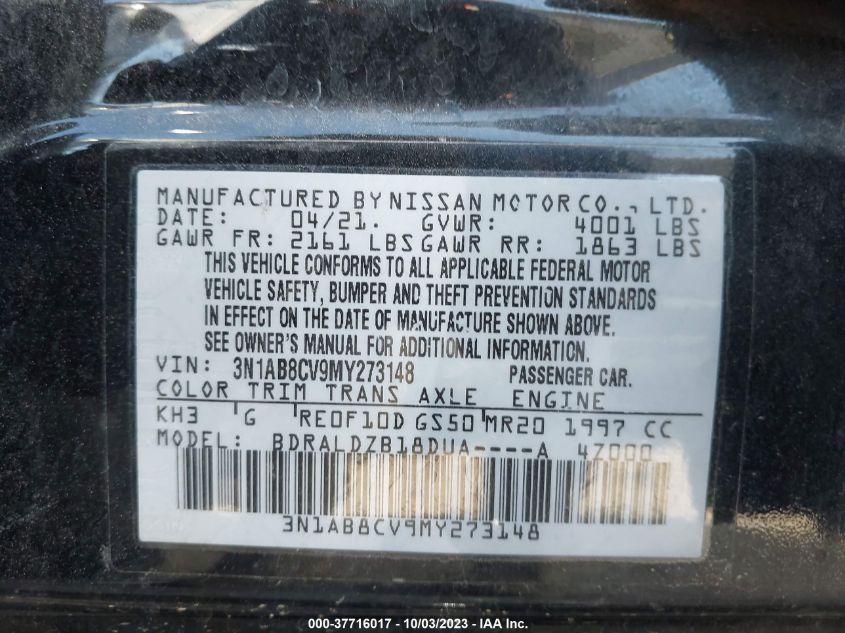 MANUFACTURED BY NISSAN MOTOR CO., LTD.
DATE: 04/21. GVWR: 4001 LBS
GAWR FR: 2161 LBS GAWR RR: 1863 LBS
THIS VEHICLE CONFORMS TO ALL APPLICABLE FEDERAL MOTOR
VEHICLE SAFETY, BUMPER AND THEFT PREVENTION STANDARDS
IN EFFECT ON THE DATE OF MANUFACTURE SHOWN ABOVE.
SEE OWNER'S MANUAL FOR ADDITIONAL INFORMATION.
VIN: 3N1AB8CV9MY273148 PASSENGER CAR.
COLOR TRIM TRANS AXLE ENGINE
KH3 G RE0F10D GS50 MR20 1997 CC
MODEL: BDRALDZB18DUA----A 4Z000
3N1AB8CV9MY273148
000-37716017 - 10/03/2023 - IAAI Inc.